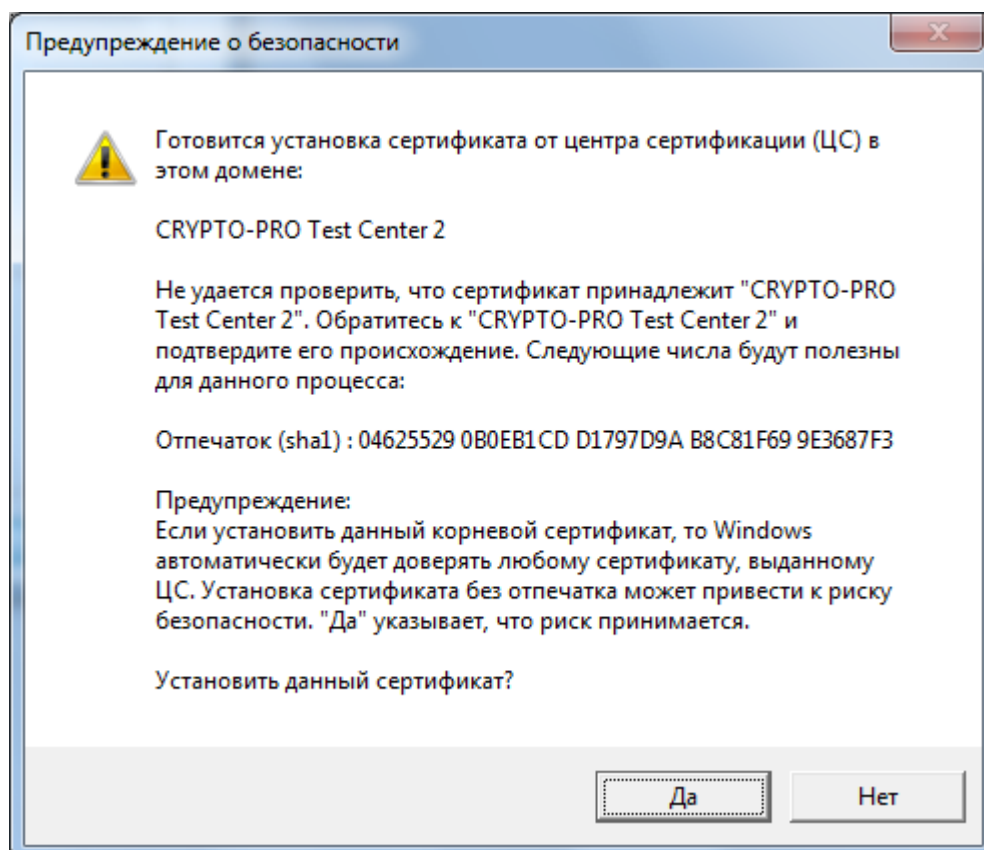 Предупреждение о безопасности
Готовится установка сертификата от центра сертификации (ЦС) в
этом домене:
CRYPTO-PRO Test Center 2
Не удается проверить, что сертификат принадлежит "CRYPTO-PRO
Test Center 2". Обратитесь к "CRYPTO-PRO Test Center 2" и
подтвердите его происхождение. Следующие числа будут полезны
для данного процесса:
Отпечаток (sha1) : 04625529 0B0EB1CD D1797D9A B8C81F69 9E3687F3
Предупреждение:
Если установить данный корневой сертификат, то Windows
автоматически будет доверять любому сертификату, выданному
ЦС. Установка сертификата без отпечатка может привести к риску
безопасности. "Да" указывает, что риск принимается.
Установить данный сертификат?
Да
Нет